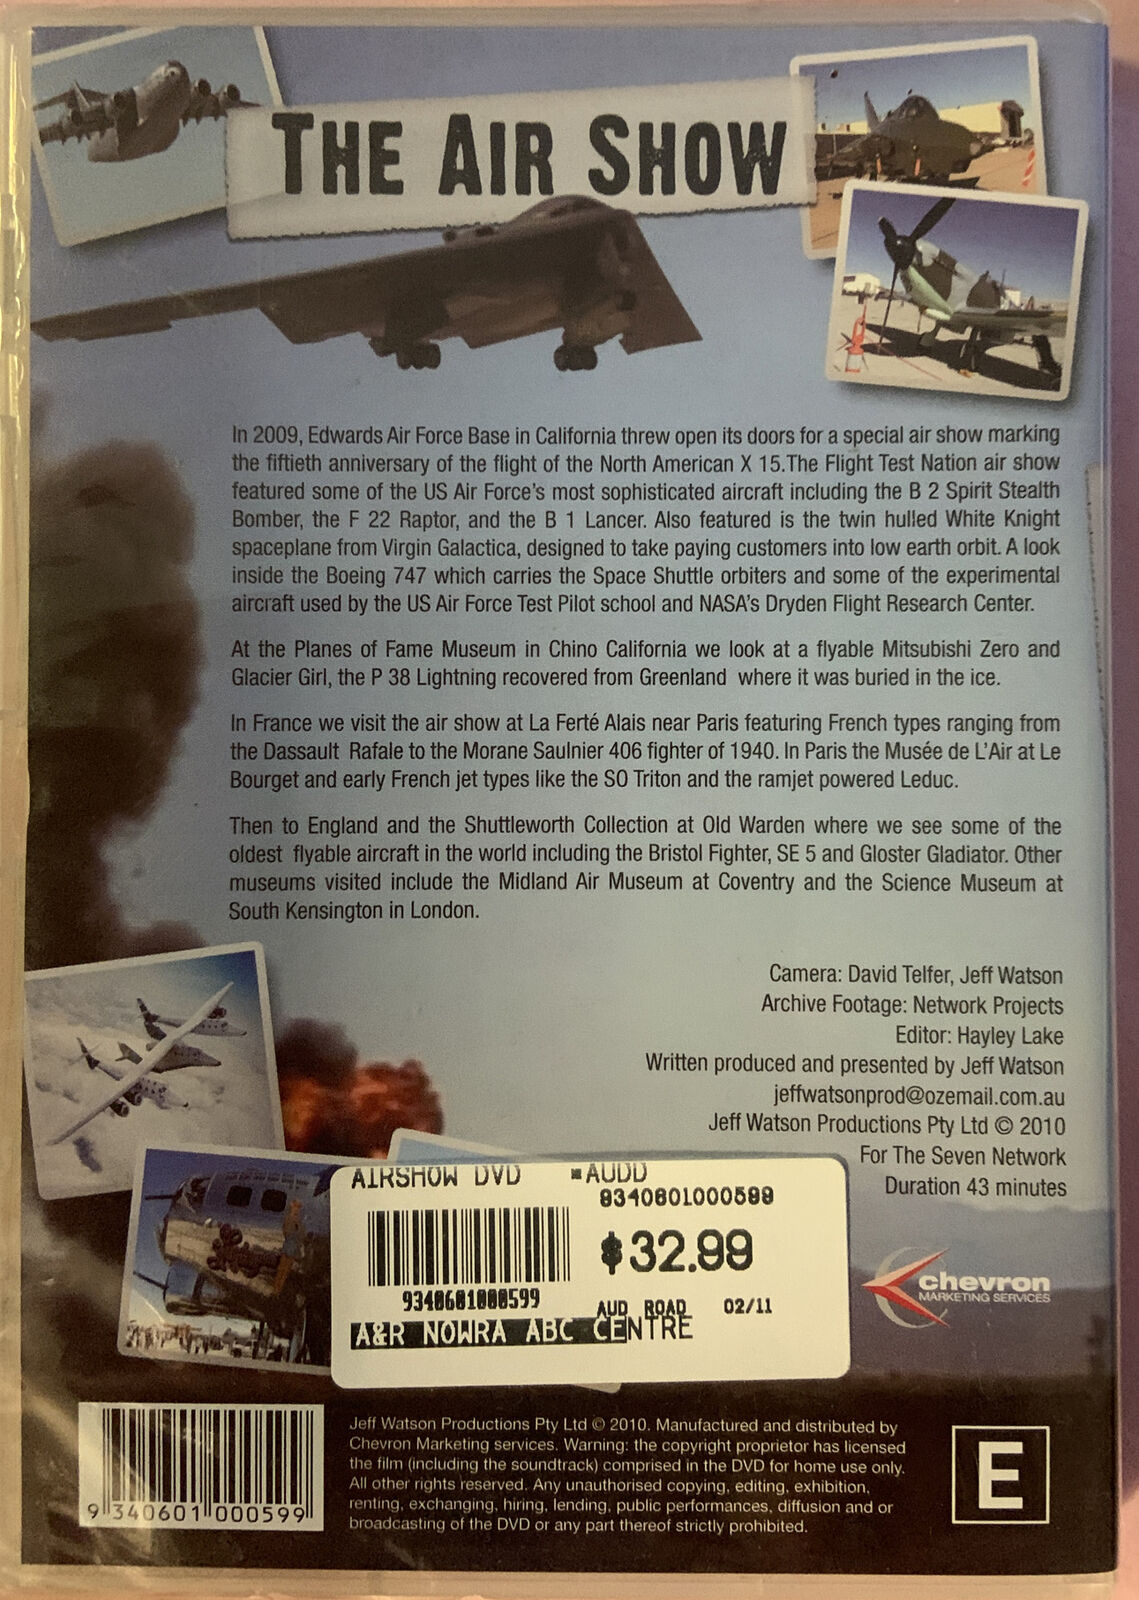 THE AIR SHOW
In 2009, Edwards Air Force Base in California threw open its doors for a special air show marking
the fiftieth anniversary of the flight of the North American X 15.The Flight Test Nation air show
featured some of the US Air Force's most sophisticated aircraft including the B 2 Spirit Stealth
Bomber, the F 22 Raptor, and the B 1 Lancer. Also featured is the twin hulled White Knight
spaceplane from Virgin Galactica, designed to take paying customers into low earth orbit. A look
inside the Boeing 747 which carries the Space Shuttle orbiters and some of the experimental
aircraft used by the US Air Force Test Pilot school and NASA's Dryden Flight Research Center.
At the Planes of Fame Museum in Chino California we look at a flyable Mitsubishi Zero and
Glacier Girl, the P 38 Lightning recovered from Greenland where it was buried in the ice.
In France we visit the air show at La Ferté Alais near Paris featuring French types ranging from
the Dassault Rafale to the Morane Saulnier 406 fighter of 1940. In Paris the Musée de L'Air at Le
Bourget and early French jet types like the SO Triton and the ramjet powered Leduc.
Then to England and the Shuttleworth Collection at Old Warden where we see some of the
oldest flyable aircraft in the world including the Bristol Fighter, SE 5 and Gloster Gladiator. Other
museums visited include the Midland Air Museum at Coventry and the Science Museum at
South Kensington in London.
Camera: David Telfer, Jeff Watson
Archive Footage: Network Projects
Editor: Hayley Lake
Written produced and presented by Jeff Watson
jeffwatsonprod@ozemail.com.au
Jeff Watson Productions Pty Ltd © 2010
For The Seven Network
Duration 43 minutes
AIRSHOW DVD AUDD
9340601000599
$32.99
9340601000599
AUD ROAD 02/11
A&R NOWRA ABC CENTRE
chevron
MARKETING SERVICES
9 340601 000599
Jeff Watson Productions Pty Ltd © 2010. Manufactured and distributed by
Chevron Marketing services. Warning: the copyright proprietor has licensed
the film (including the soundtrack) comprised in the DVD for home use only.
All other rights reserved. Any unauthorised copying, editing, exhibition,
renting, exchanging, hiring, lending, public performances, diffusion and or
broadcasting of the DVD or any part thereof strictly prohibited.
E